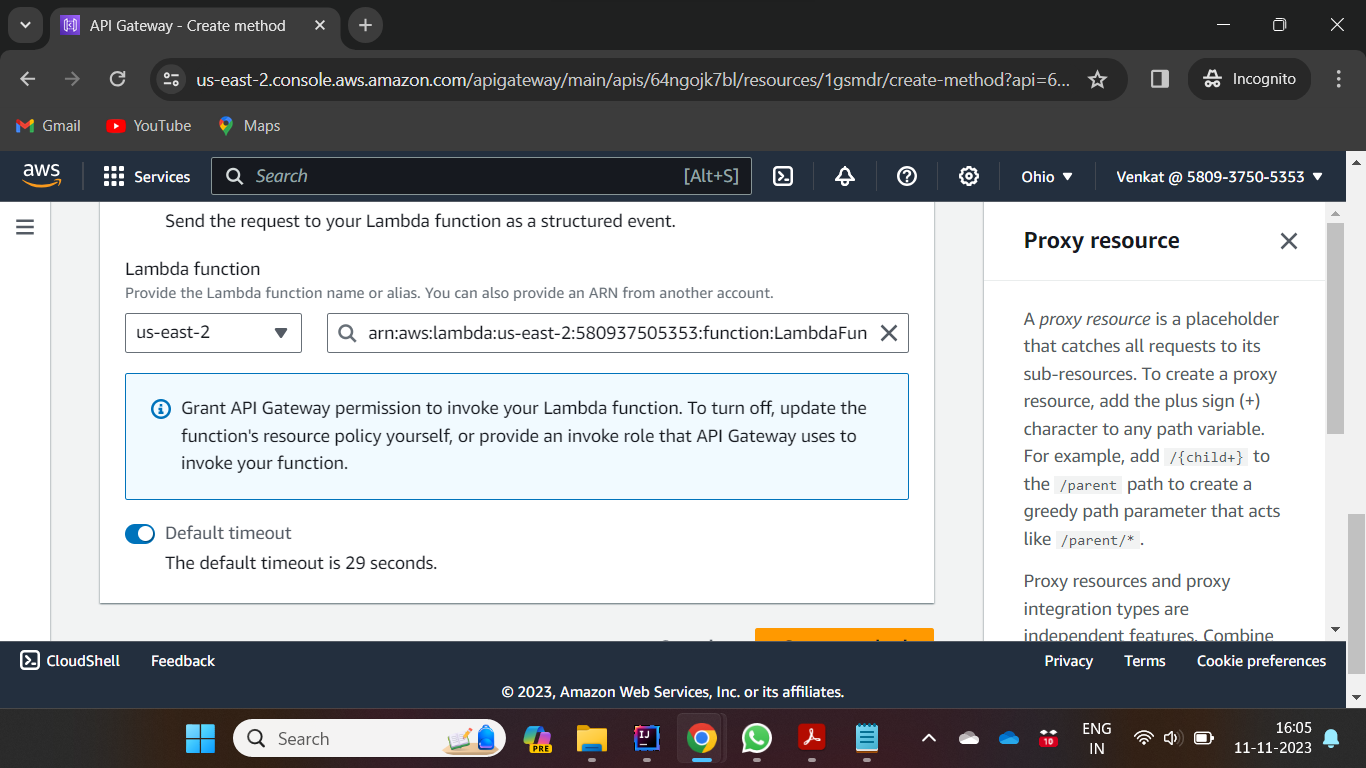 API Gateway - Create method
us-east-2.console.aws.amazon.com/apigateway/main/apis/64ngojk7bl/resources/1gsmdr/create-method?api=6...
Incognito
Gmail
YouTube
Maps
aws
Services
Search
[Alt+S]
Ohio
Venkat @ 5809-3750-5353
Send the request to your Lambda function as a structured event.
Lambda function
Provide the Lambda function name or alias. You can also provide an ARN from another account.
us-east-2
arn:aws:lambda:us-east-2:580937505353:function:LambdaFun
Grant API Gateway permission to invoke your Lambda function. To turn off, update the
function's resource policy yourself, or provide an invoke role that API Gateway uses to
invoke your function.
Default timeout
The default timeout is 29 seconds.
Proxy resource
A proxy resource is a placeholder
that catches all requests to its
sub-resources. To create a proxy
resource, add the plus sign (+)
character to any path variable.
For example, add /{child+} to
the /parent path to create a
greedy path parameter that acts
like /parent/* .
Proxy resources and proxy
integration types are
independent features. Combine
CloudShell
Feedback
Privacy
Terms
Cookie preferences
© 2023, Amazon Web Services, Inc. or its affiliates.
Search
PRE
IJ
10
ENG
IN
16:05
11-11-2023